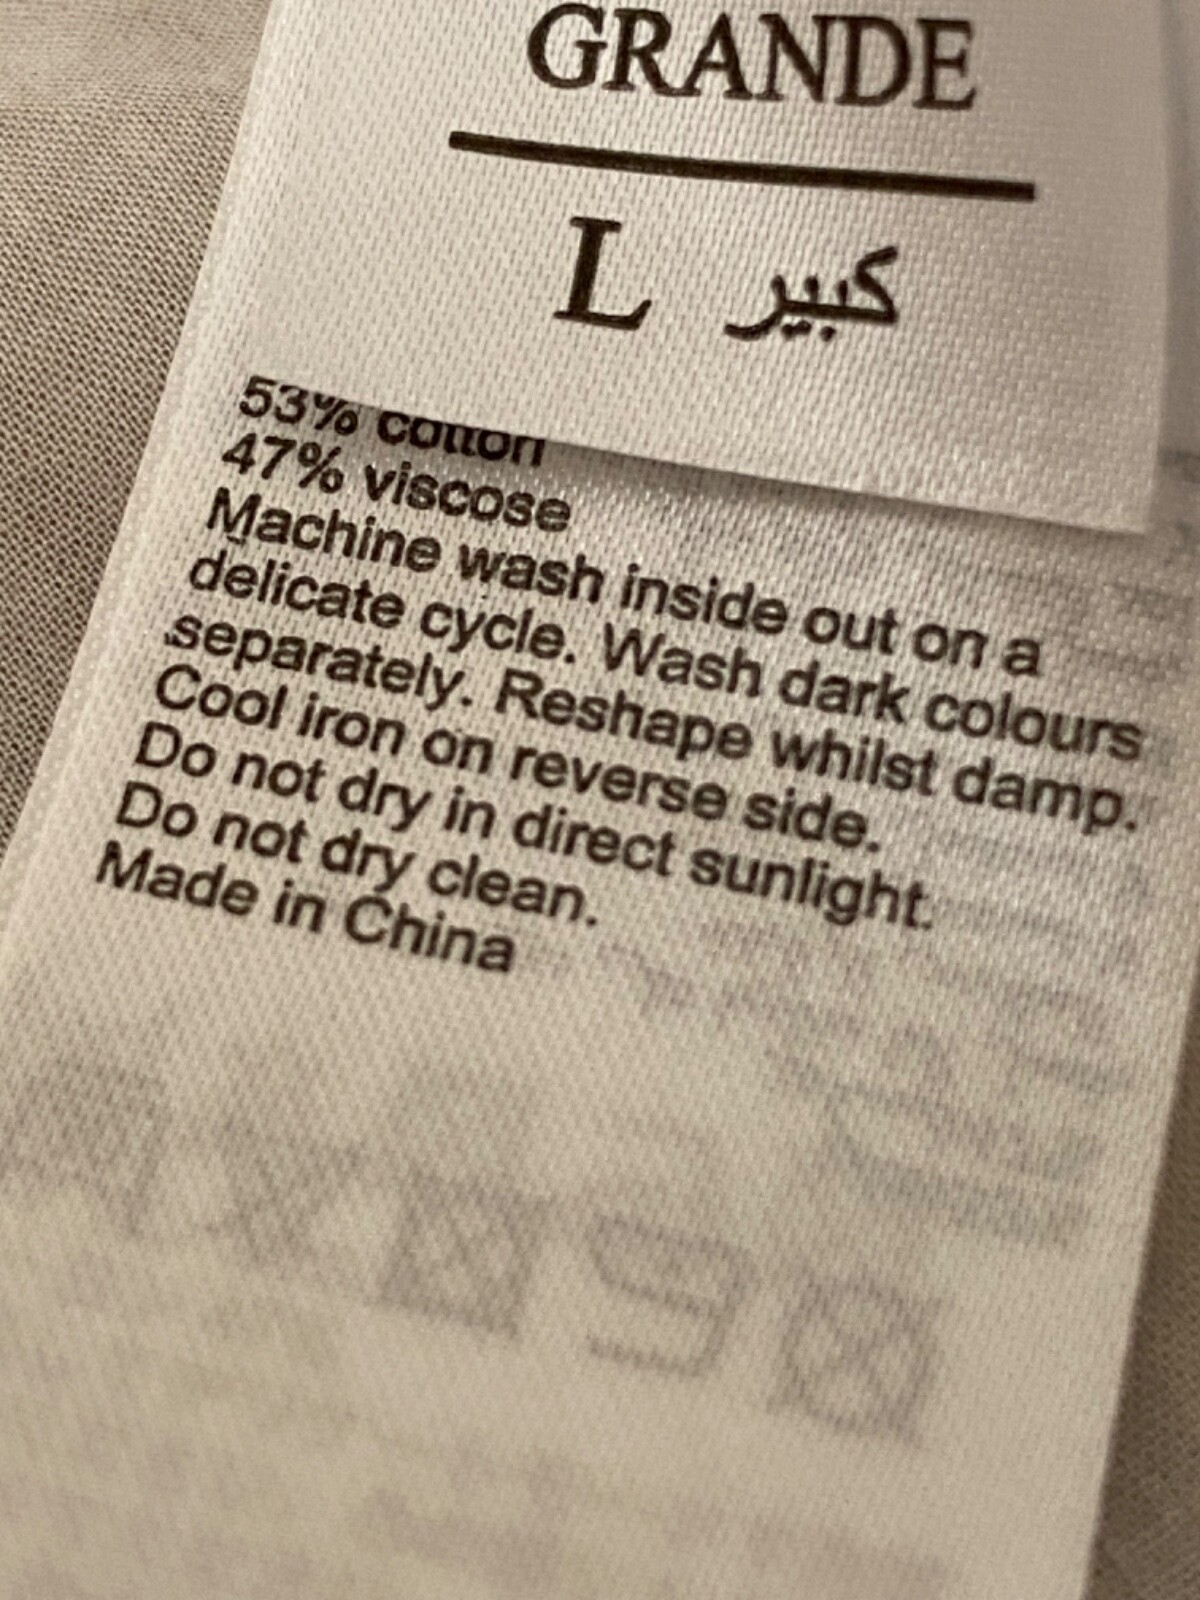 GRANDE
L كبير
53% cotton
47% viscose
Machine wash inside out on a
delicate cycle. Wash dark colours
separately. Reshape whilst damp.
Cool iron on reverse side.
Do not dry in direct sunlight.
Do not dry clean.
Made in China